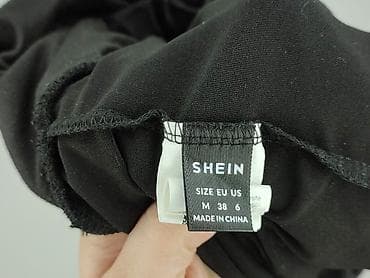 SHEIN
SIZE EU US
M 38 6
MADE IN CHINA